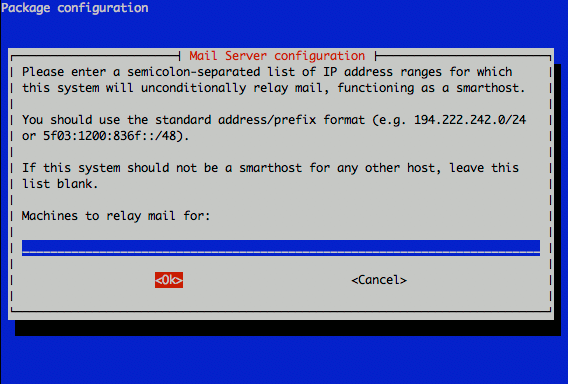 Package configuration
Mail Server configuration
Please enter a semicolon-separated list of IP address ranges for which
this system will unconditionally relay mail, functioning as a smarthost.
You should use the standard address/prefix format (e.g. 194.222.242.0/24
or 5f03:1200:836f::/48).
If this system should not be a smarthost for any other host, leave this
list blank.
Machines to relay mail for:
<Ok> <Cancel>